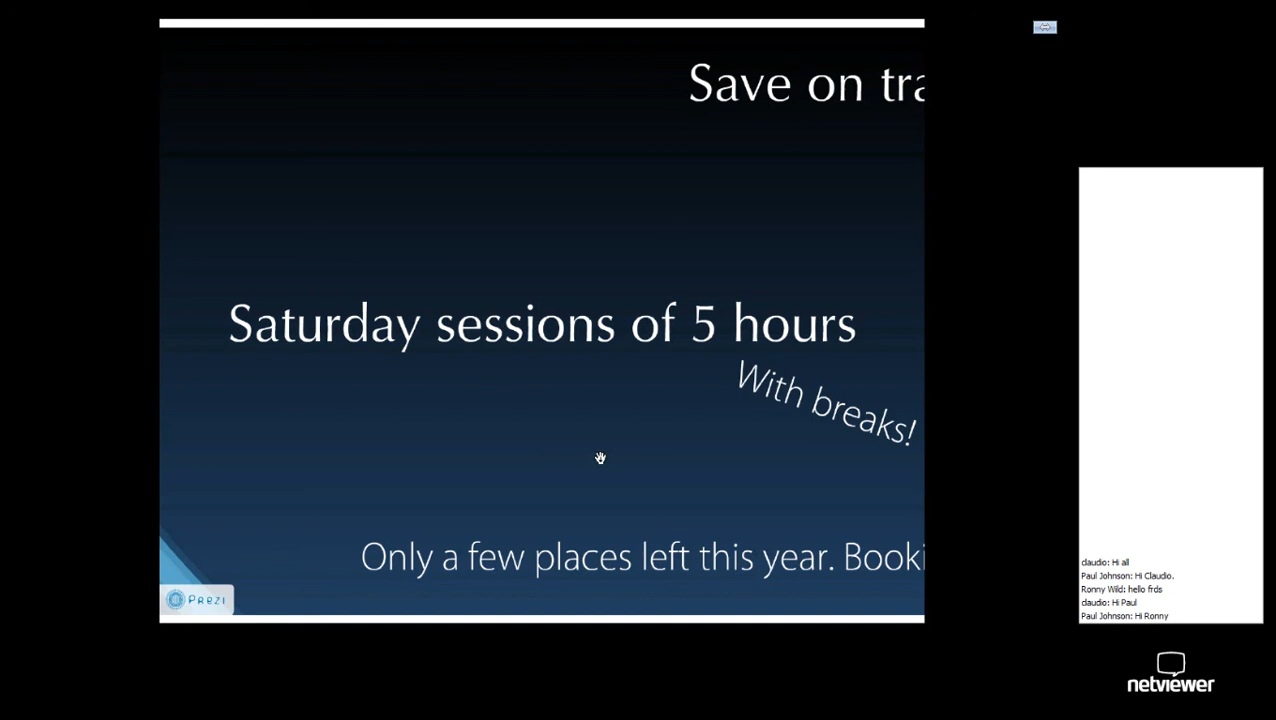 Save on tra
Saturday sessions of 5 hours
With breaks!
Only a few places left this year. Booki
PREZI
claudio: Hi all
Paul Johnson: Hi Claudio.
Ronny Wild: hello frds
claudio: Hi Paul
Paul Johnson: Hi Ronny
netviewer